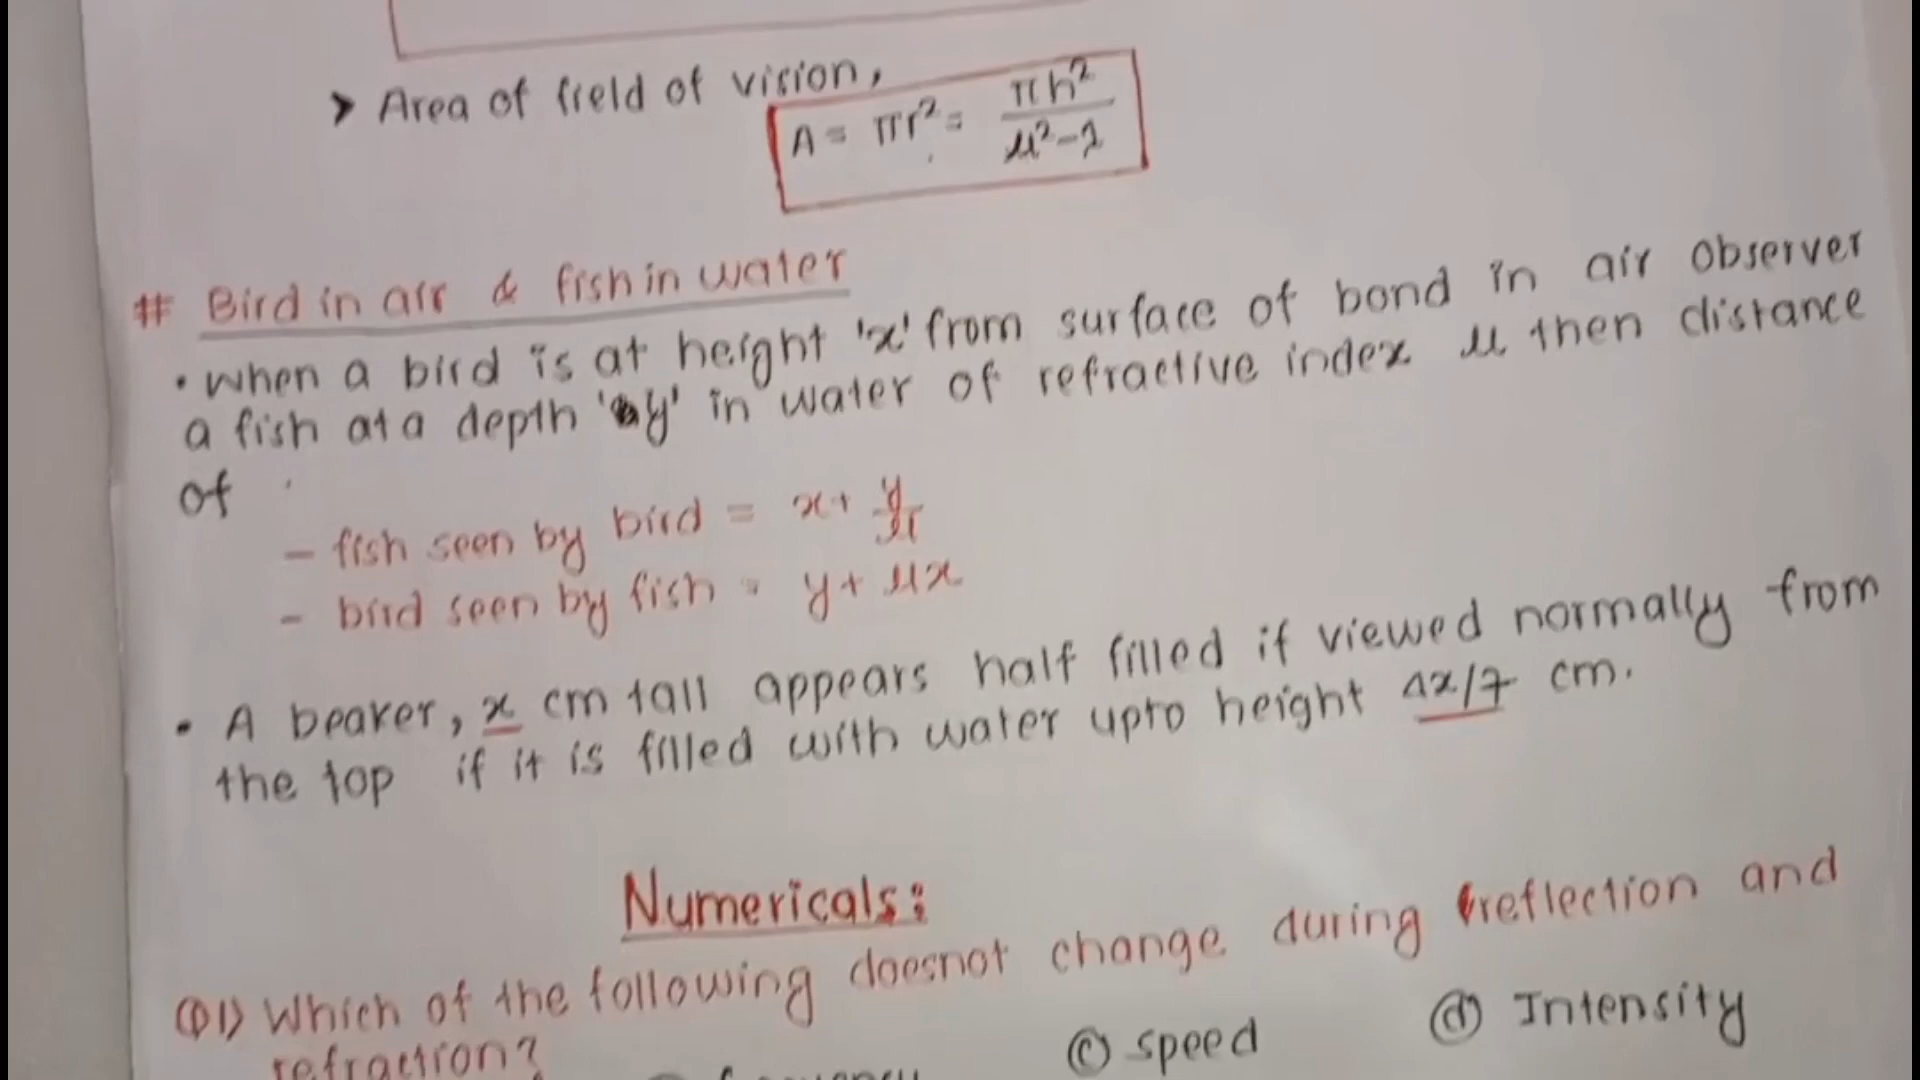 > Area of field of vision,
A = πr² = πh² / μ²-1
# Bird in air & fish in water
• when a bird is at height 'x' from surface of bond in air observer
a fish at a depth 'y' in water of refractive index μ then distance
of
- fish seen by bird = x + y/μ
- bird seen by fish = y + μx
• A beaker, x cm tall appears half filled if viewed normally from
the top if it is filled with water upto height 4x/7 cm.
Numericals:
Q1) Which of the following doesnot change during reflection and
refraction?
© speed
ⓓ Intensity